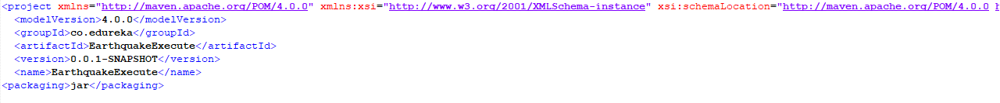 <project xmlns="http://maven.apache.org/POM/4.0.0" xmlns:xsi="http://www.w3.org/2001/XMLSchema-instance" xsi:schemaLocation="http://maven.apache.org/POM/4.0.0 h
<modelVersion>4.0.0</modelVersion>
<groupId>co.edureka</groupId>
<artifactId>EarthquakeExecute</artifactId>
<version>0.0.1-SNAPSHOT</version>
<name>EarthquakeExecute</name>
<packaging>jar</packaging>